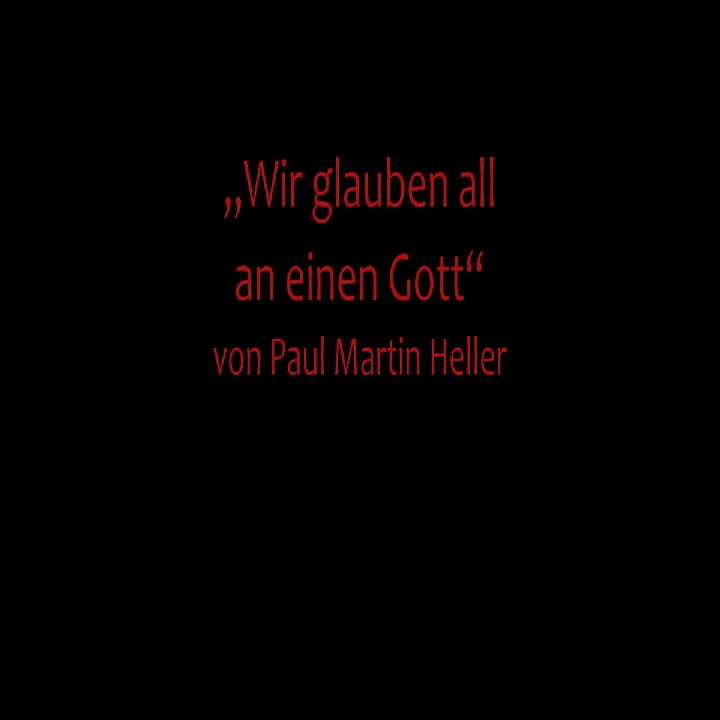 „Wir glauben all
an einen Gott“
von Paul Martin Heller